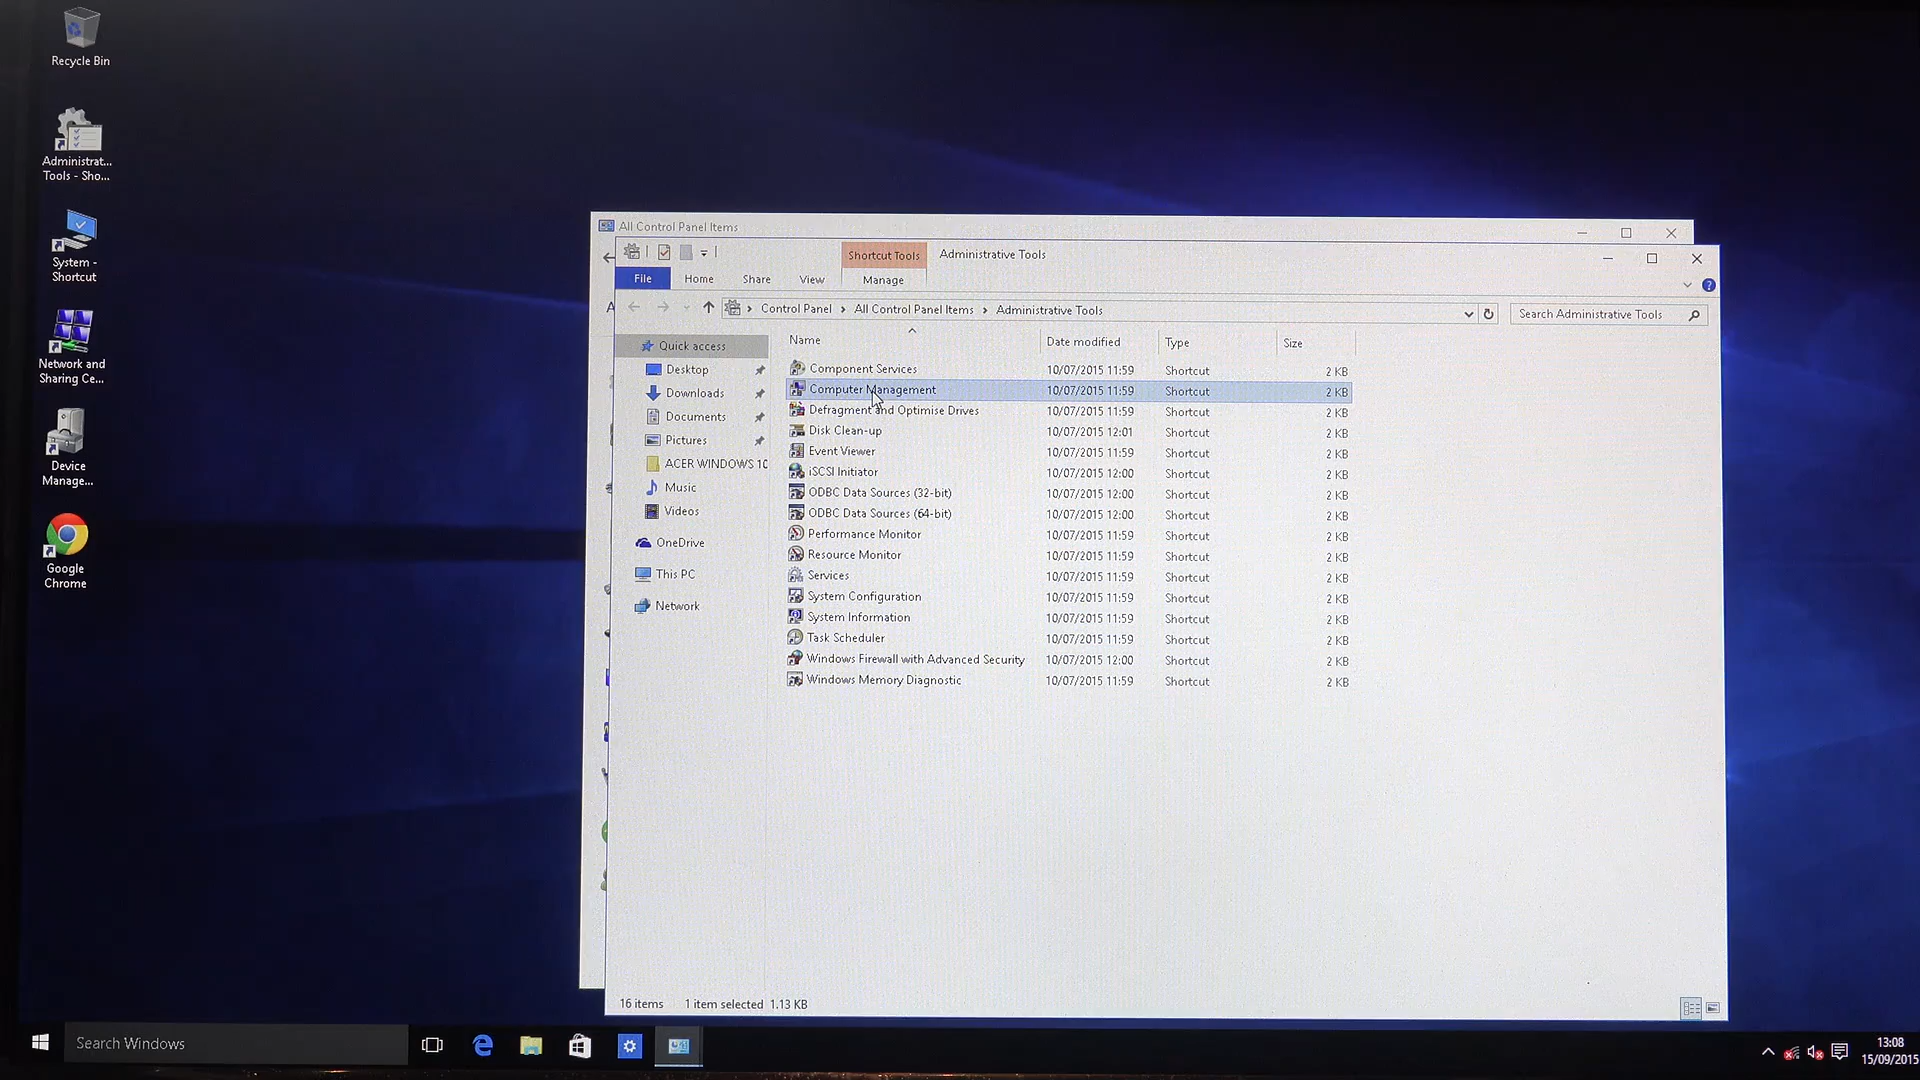 Recycle Bin
Administrat...
Tools - Sho...
System -
Shortcut
Network and
Sharing Ce...
Device
Manage...
Google
Chrome
All Control Panel Items
Shortcut Tools
Administrative Tools
File
Home
Share
View
Manage
Control Panel > All Control Panel Items > Administrative Tools
Search Administrative Tools
Quick access
Desktop
Downloads
Documents
Pictures
ACER WINDOWS 10
Music
Videos
OneDrive
This PC
Network
Name Date modified Type Size
Component Services 10/07/2015 11:59 Shortcut 2 KB
Computer Management 10/07/2015 11:59 Shortcut 2 KB
Defragment and Optimise Drives 10/07/2015 11:59 Shortcut 2 KB
Disk Clean-up 10/07/2015 12:01 Shortcut 2 KB
Event Viewer 10/07/2015 11:59 Shortcut 2 KB
iSCSI Initiator 10/07/2015 12:00 Shortcut 2 KB
ODBC Data Sources (32-bit) 10/07/2015 12:00 Shortcut 2 KB
ODBC Data Sources (64-bit) 10/07/2015 12:00 Shortcut 2 KB
Performance Monitor 10/07/2015 11:59 Shortcut 2 KB
Resource Monitor 10/07/2015 11:59 Shortcut 2 KB
Services 10/07/2015 11:59 Shortcut 2 KB
System Configuration 10/07/2015 11:59 Shortcut 2 KB
System Information 10/07/2015 11:59 Shortcut 2 KB
Task Scheduler 10/07/2015 11:59 Shortcut 2 KB
Windows Firewall with Advanced Security 10/07/2015 12:00 Shortcut 2 KB
Windows Memory Diagnostic 10/07/2015 11:59 Shortcut 2 KB
16 items 1 item selected 1.13 KB
Search Windows
13:08
15/09/2015